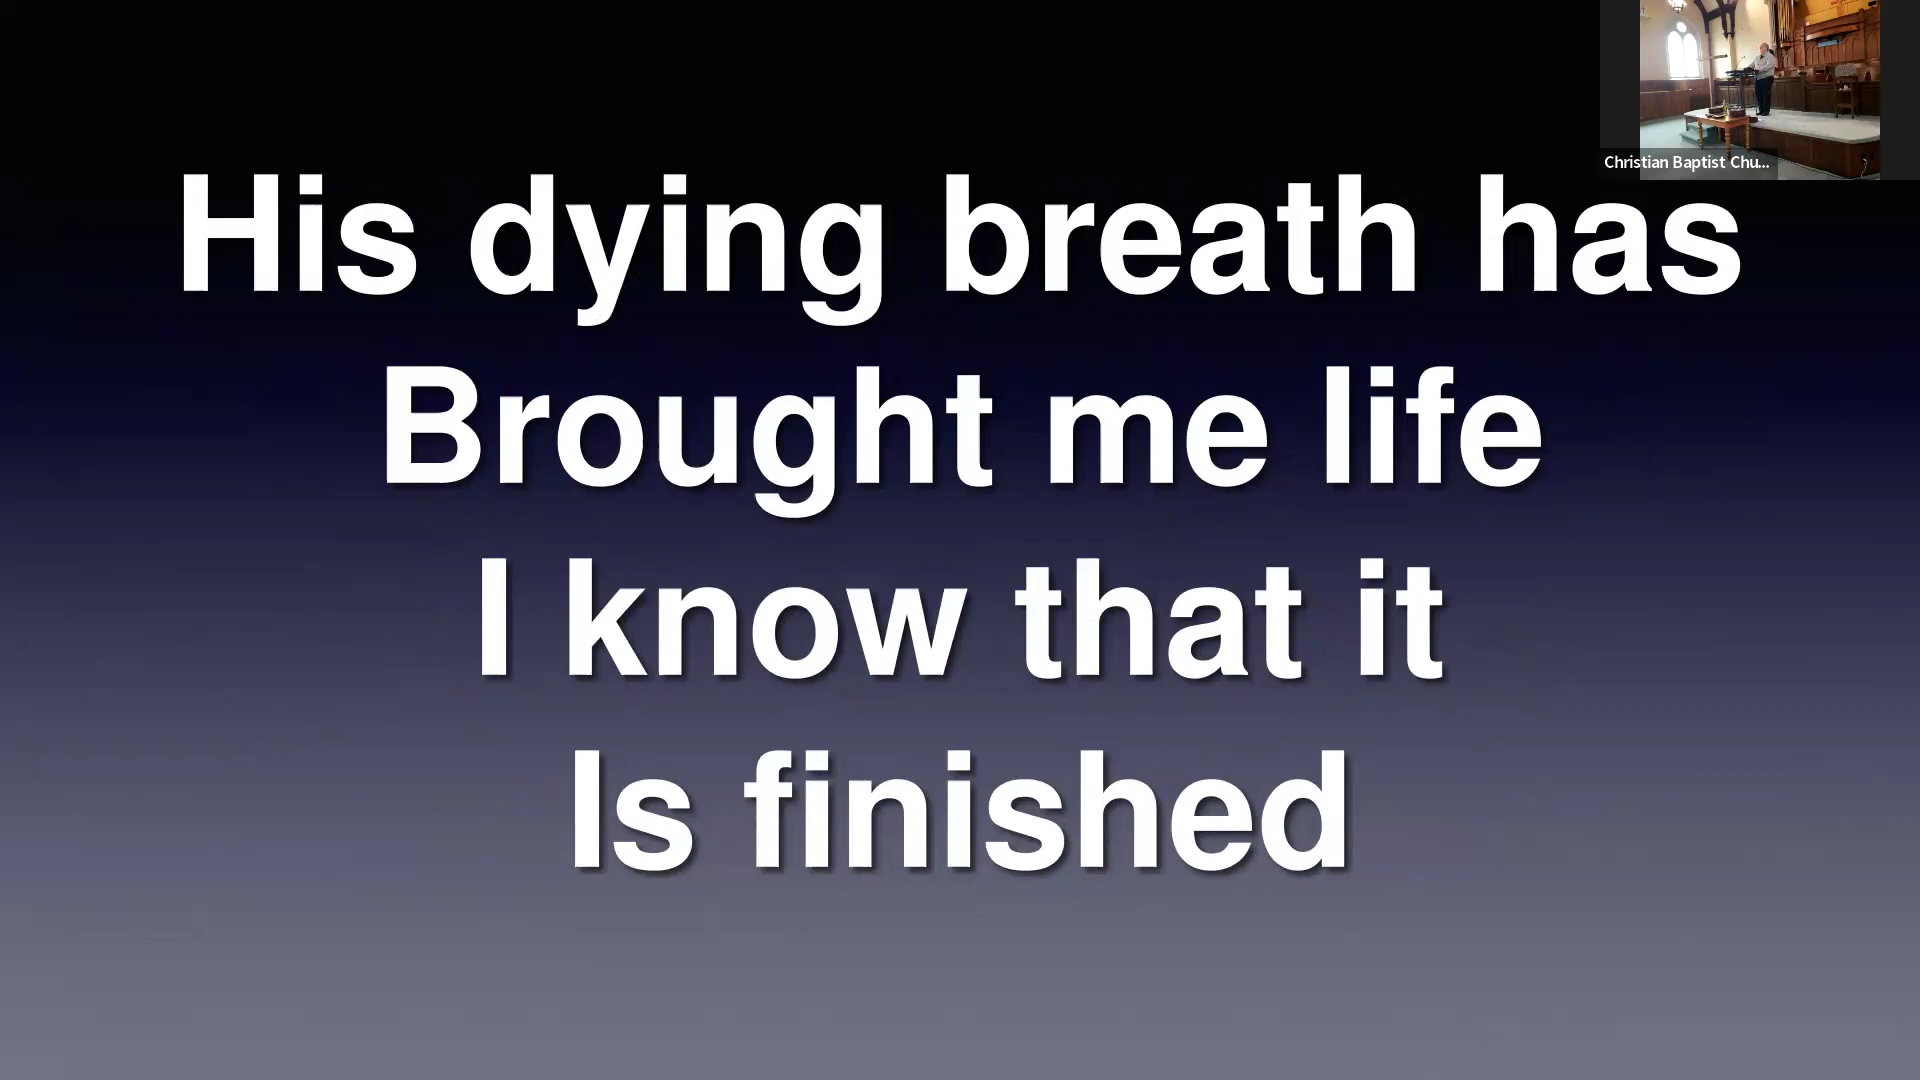 His dying breath has
Brought me life
I know that it
Is finished
Christian Baptist Chu...